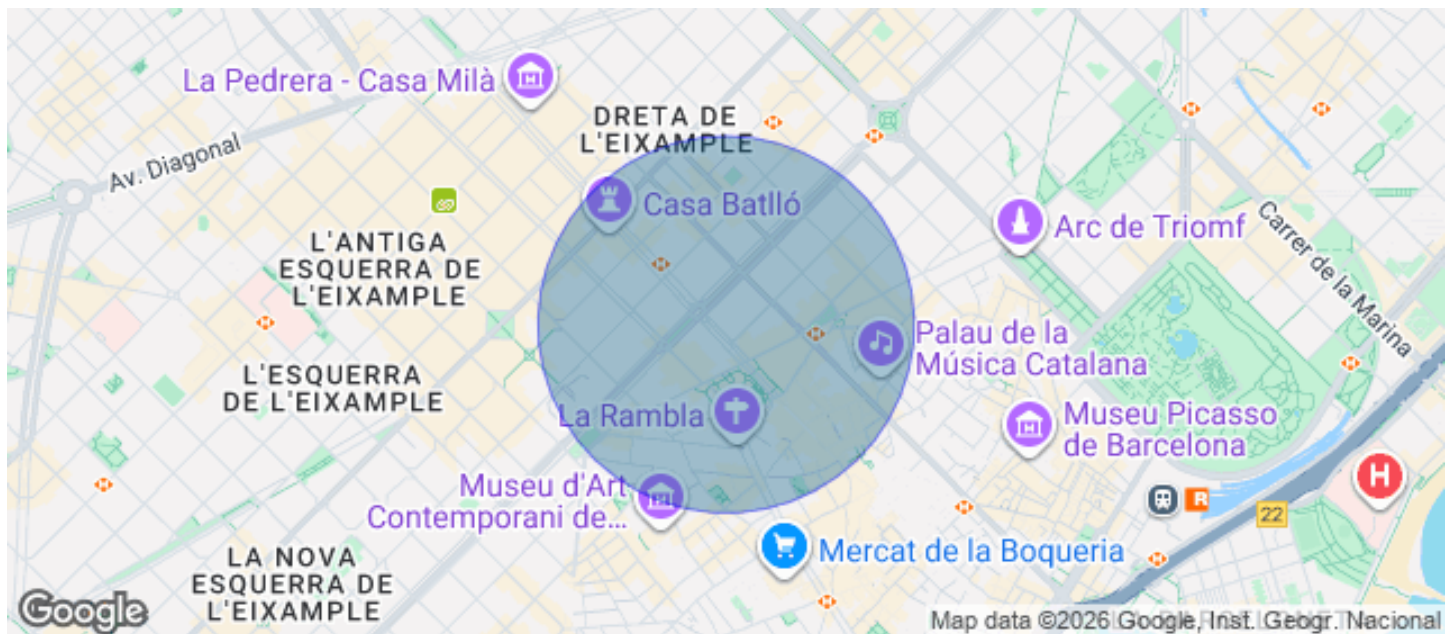 La Pedrera - Casa Milà
DRETA DE
L'EIXAMPLE
Av. Diagonal
Casa Batlló
Arc de Triomf
Carrer de la Marina
L'ANTIGA
ESQUERRA DE
L'EIXAMPLE
Palau de la
Música Catalana
L'ESQUERRA
DE L'EIXAMPLE
La Rambla
Museu Picasso
de Barcelona
Museu d'Art
Contemporani de...
H
R
22
Mercat de la Boqueria
LA NOVA
ESQUERRA DE
L'EIXAMPLE
Google
Map data ©2026 Google, Inst. Geogr. Nacional